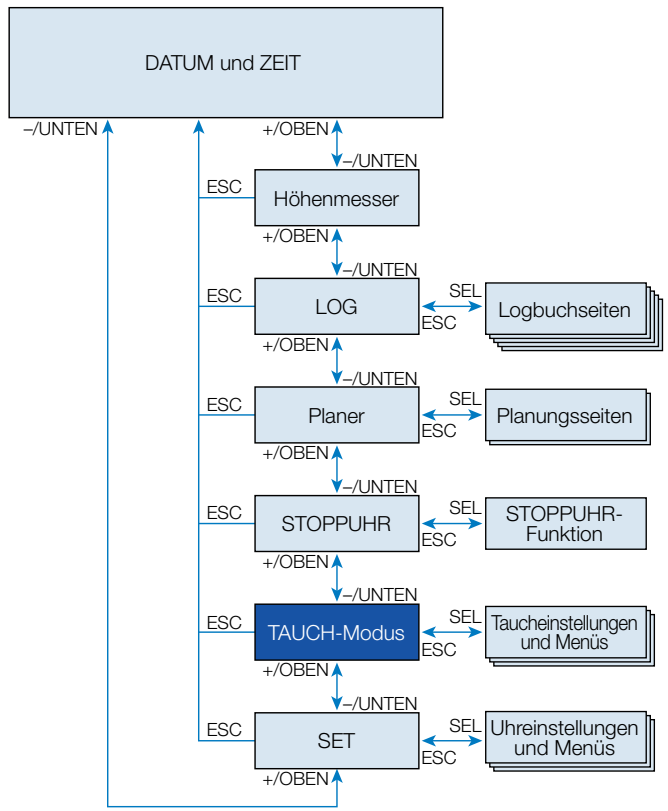 DATUM und ZEIT
–/UNTEN
+/OBEN
–/UNTEN
ESC
Höhenmesser
+/OBEN
–/UNTEN
ESC
LOG
SEL
ESC
Logbuchseiten
+/OBEN
–/UNTEN
ESC
Planer
SEL
ESC
Planungsseiten
+/OBEN
–/UNTEN
ESC
STOPPUHR
SEL
ESC
STOPPUHR-
Funktion
+/OBEN
–/UNTEN
ESC
TAUCH-Modus
SEL
ESC
Taucheinstellungen
und Menüs
+/OBEN
–/UNTEN
ESC
SET
SEL
ESC
Uhreinstellungen
und Menüs
+/OBEN